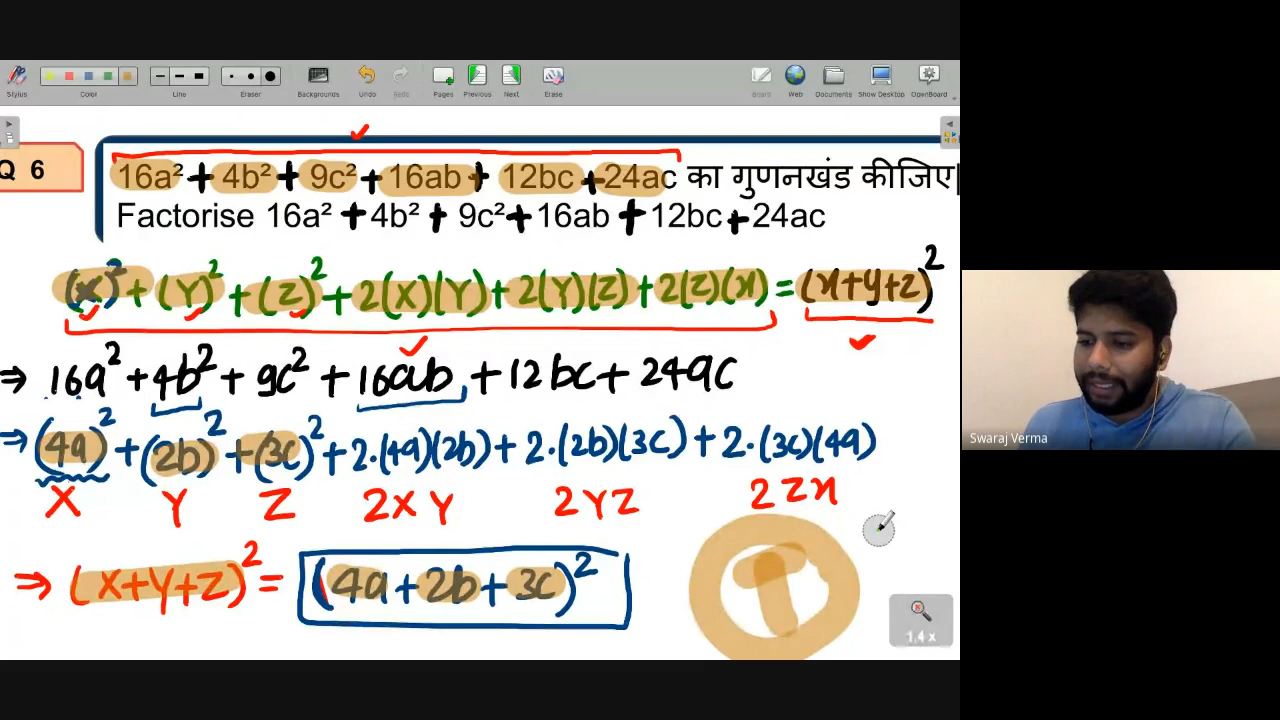 Stylus Color Line Eraser Backgrounds Undo Redo Pages Previous Next Erase Board Web Documents Show Desktop OpenBoard
Q 6
16a² + 4b² + 9c² + 16ab + 12bc + 24ac का गुणनखंड कीजिए|
Factorise 16a² + 4b² + 9c² + 16ab + 12bc + 24ac
(x)² + (Y)² + (Z)² + 2(X)(Y) + 2(Y)(Z) + 2(Z)(x) = (x+y+z)²
⇒ 16a² + 4b² + 9c² + 16ab + 12bc + 24ac
⇒ (4a)² + (2b)² + (3c)² + 2·(4a)(2b) + 2·(2b)(3c) + 2·(3c)(4a)
X Y Z 2XY 2YZ 2Zx
⇒ (X+Y+Z)² = (4a+2b+3c)²
T
1.4 x
Swaraj Verma